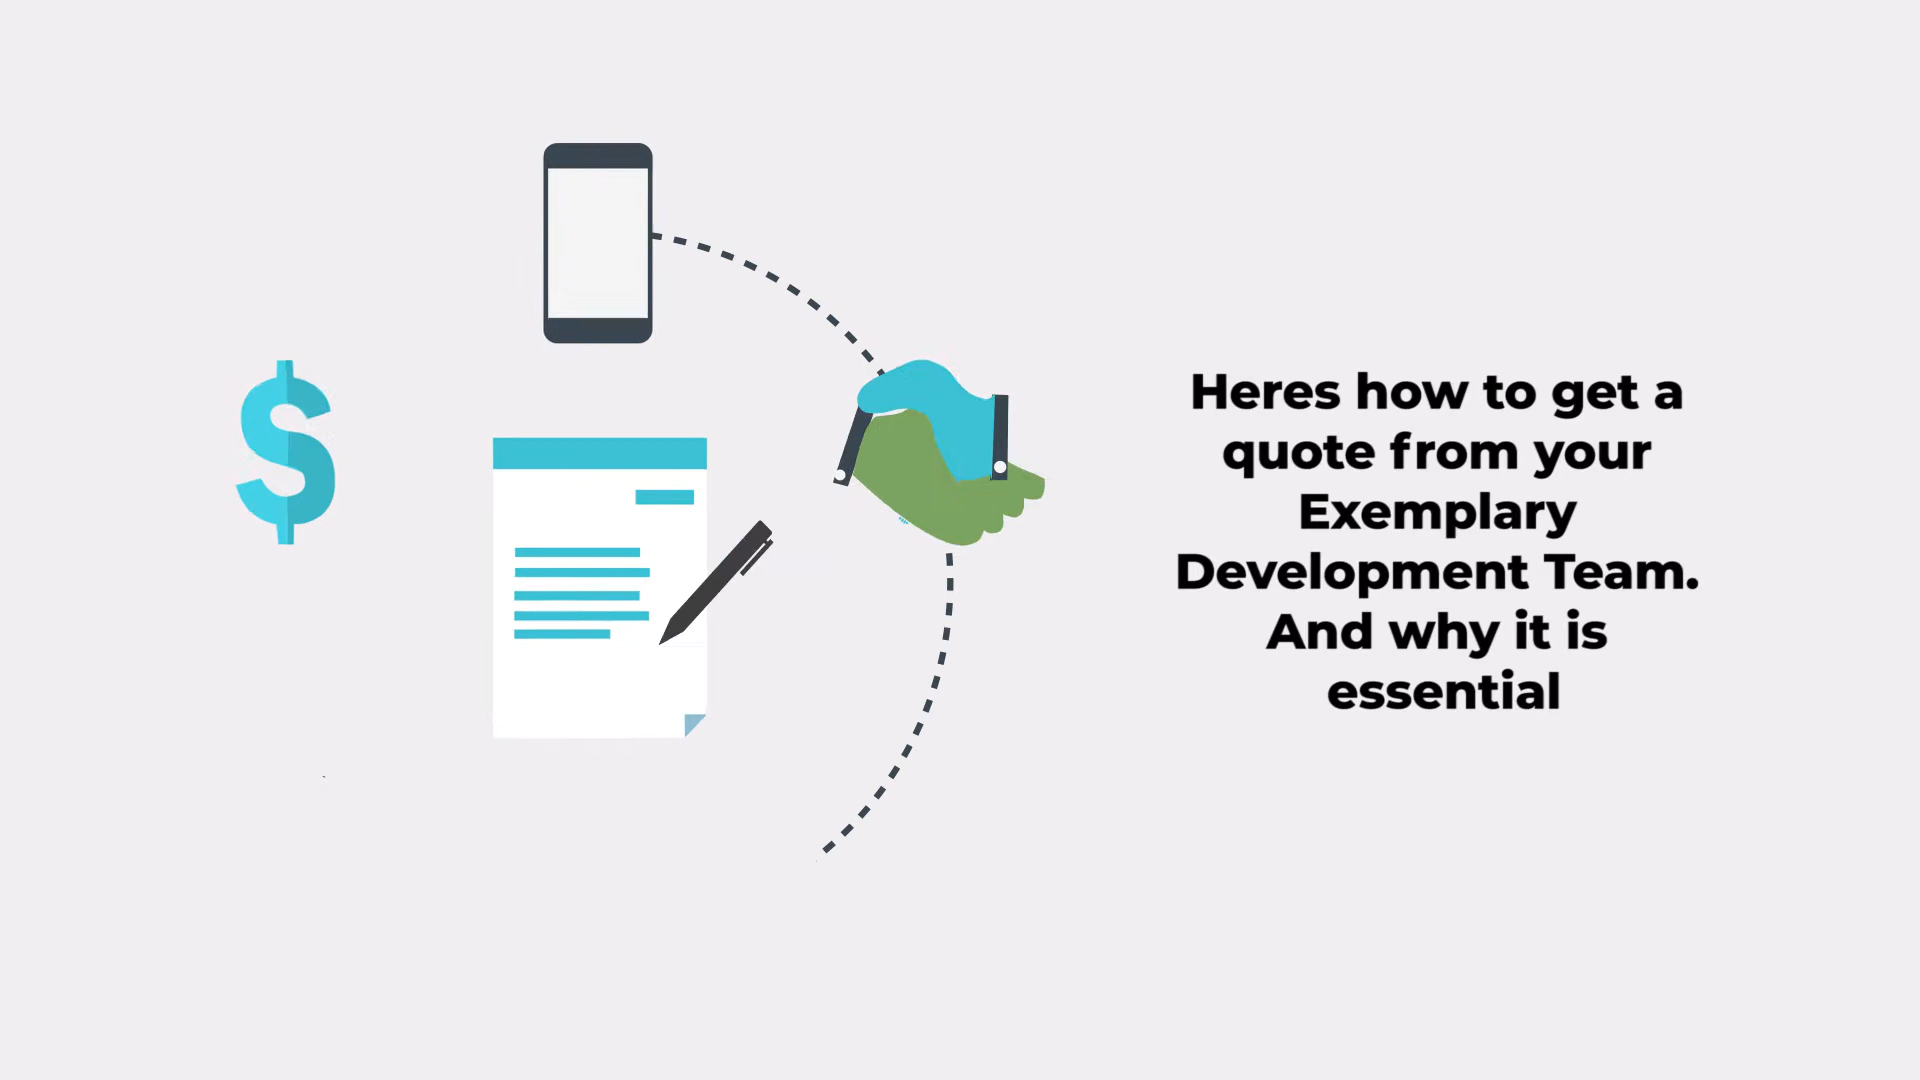 Heres how to get a
quote from your
Exemplary
Development Team.
And why it is
essential